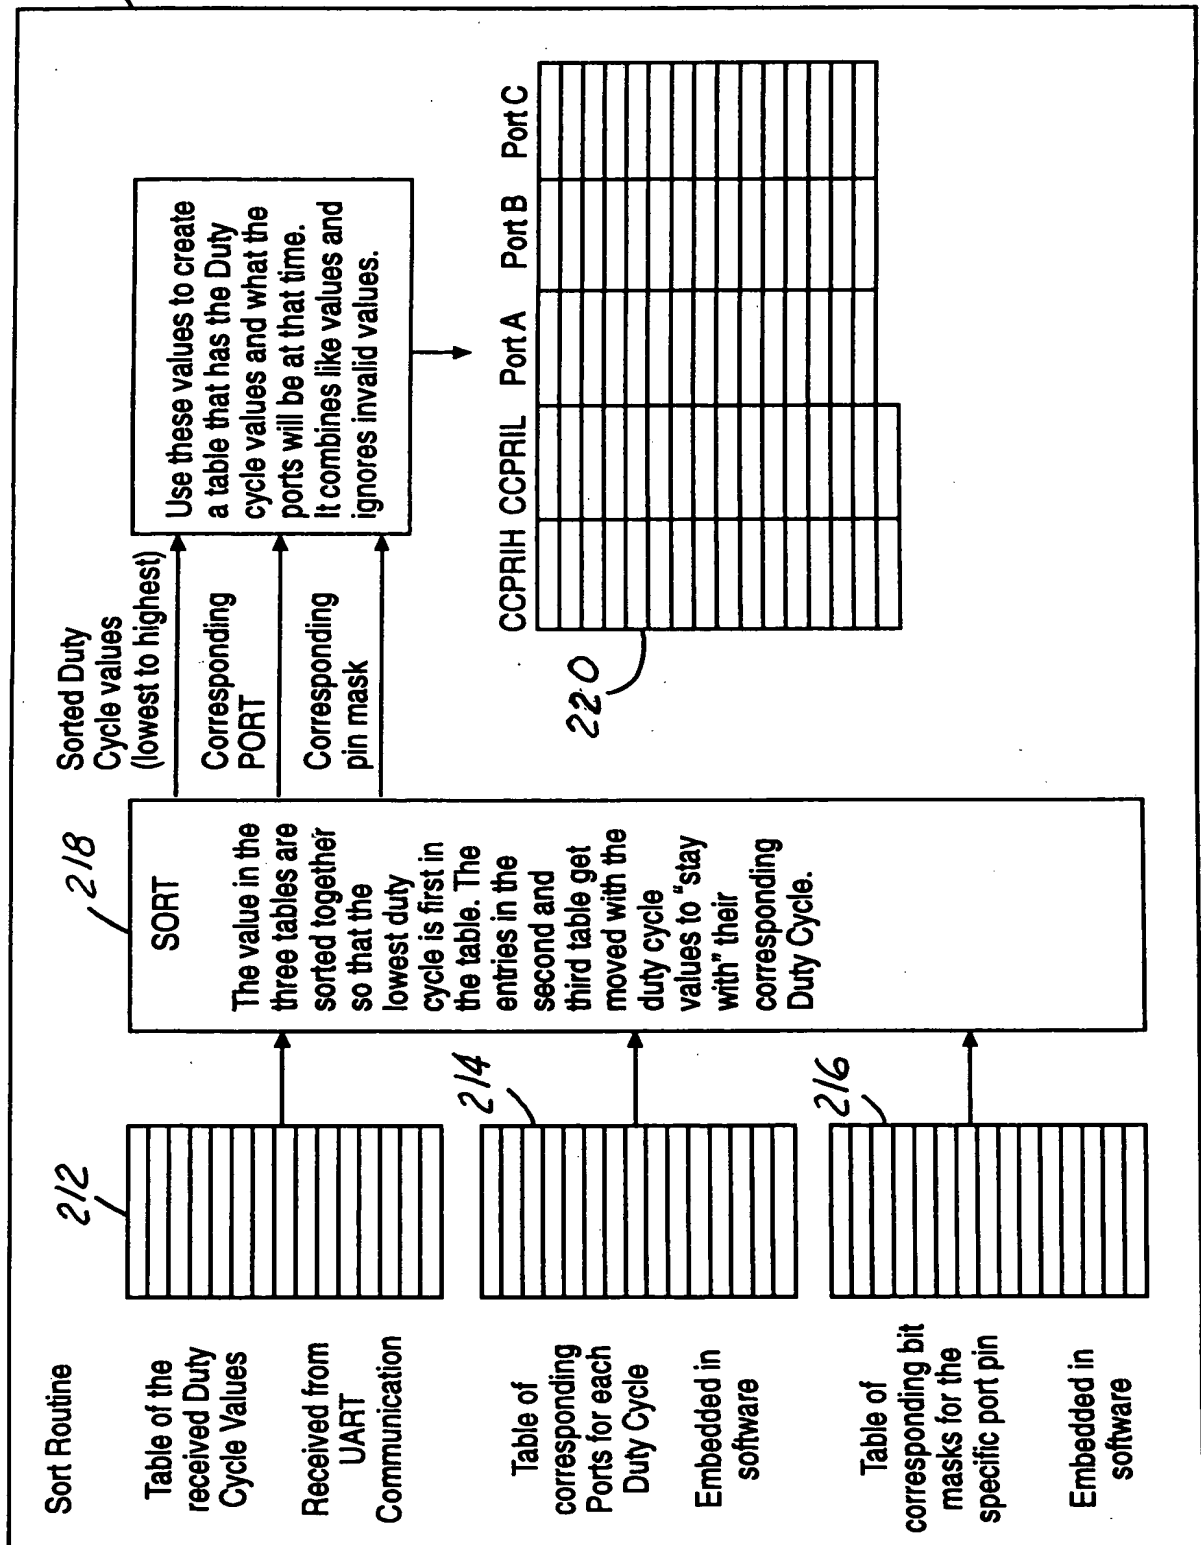 Sort Routine
Table of the
received Duty
Cycle Values
Received from
UART
Communication
212
Table of
corresponding
Ports for each
Duty Cycle
Embedded in
software
214
Table of
corresponding bit
masks for the
specific port pin
Embedded in
software
216
218
SORT
The value in the
three tables are
sorted together
so that the
lowest duty
cycle is first in
the table. The
entries in the
second and
third table get
moved with the
duty cycle
values to "stay
with" their
corresponding
Duty Cycle.
Sorted Duty
Cycle values
(lowest to highest)
Corresponding
PORT
Corresponding
pin mask
Use these values to create
a table that has the Duty
cycle values and what the
ports will be at that time.
It combines like values and
ignores invalid values.
CCPRIH CCPRIL Port A Port B Port C
220